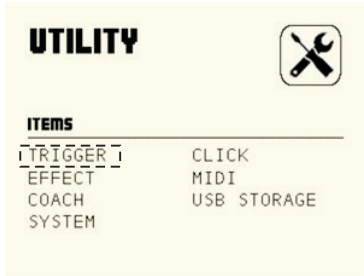 UTILITY
ITEMS
TRIGGER CLICK
EFFECT MIDI
COACH USB STORAGE
SYSTEM